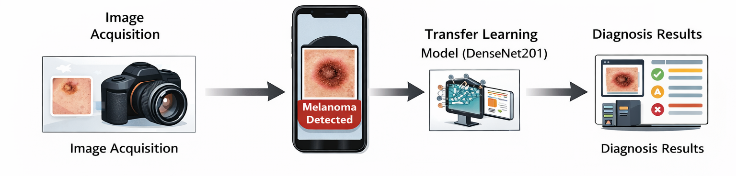 Image
Acquisition
Image Acquisition
Melanoma
Detected
Transfer Learning
Model (DenseNet201)
Diagnosis Results
Diagnosis Results